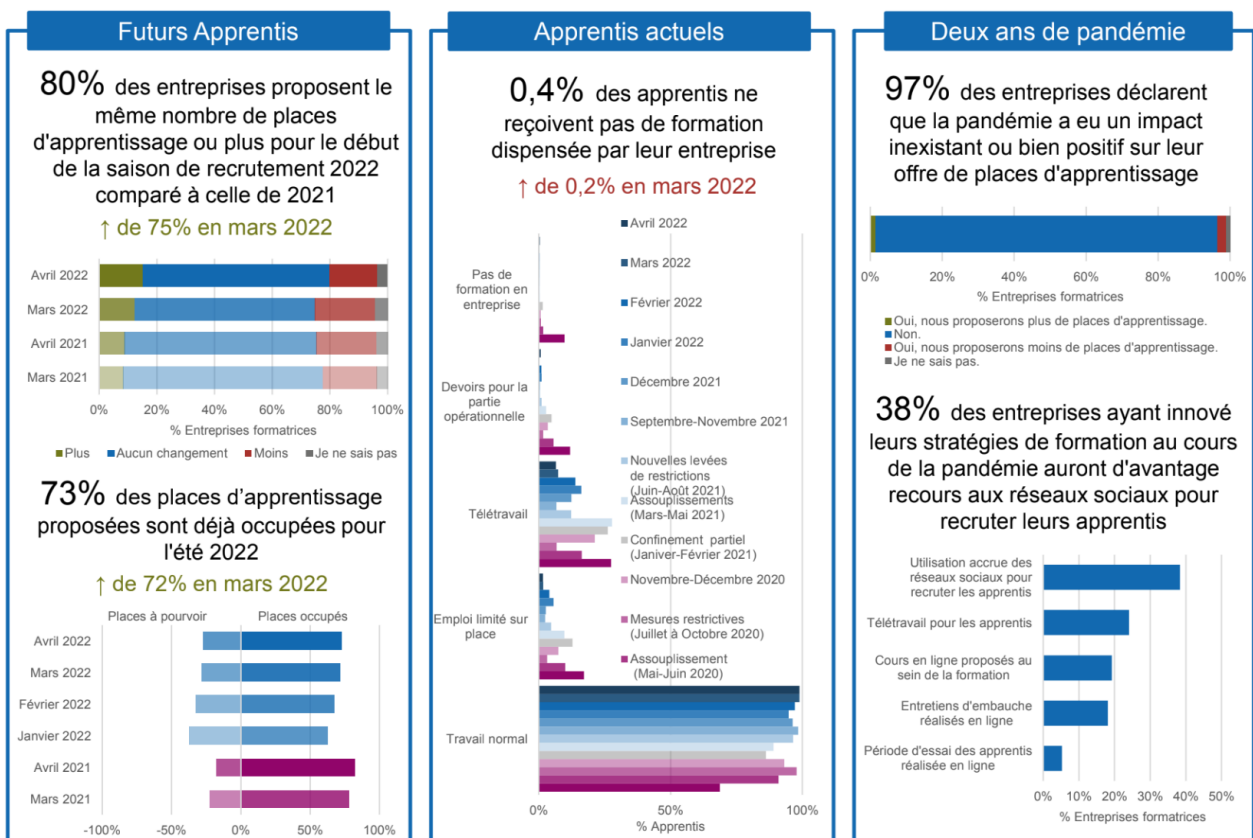 Futurs Apprentis
80% des entreprises proposent le
même nombre de places
d'apprentissage ou plus pour le début
de la saison de recrutement 2022
comparé à celle de 2021
↑ de 75% en mars 2022
Avril 2022
Mars 2022
Avril 2021
Mars 2021
0% 20% 40% 60% 80% 100%
% Entreprises formatrices
Plus Aucun changement Moins Je ne sais pas
73% des places d'apprentissage
proposées sont déjà occupées pour
l'été 2022
↑ de 72% en mars 2022
Places à pourvoir Places occupés
Avril 2022
Mars 2022
Février 2022
Janvier 2022
Avril 2021
Mars 2021
-100% -50% 0% 50% 100%
Apprentis actuels
0,4% des apprentis ne
reçoivent pas de formation
dispensée par leur entreprise
↑ de 0,2% en mars 2022
Pas de
formation en
entreprise
Devoirs pour la
partie
opérationnelle
Télétravail
Emploi limité sur
place
Travail normal
0% 50% 100%
% Apprentis
Avril 2022
Mars 2022
Février 2022
Janvier 2022
Décembre 2021
Septembre-Novembre 2021
Nouvelles levées
de restrictions
(Juin-Août 2021)
Assouplissements
(Mars-Mai 2021)
Confinement partiel
(Janiver-Février 2021)
Novembre-Décembre 2020
Mesures restrictives
(Juillet à Octobre 2020)
Assouplissement
(Mai-Juin 2020)
Deux ans de pandémie
97% des entreprises déclarent
que la pandémie a eu un impact
inexistant ou bien positif sur leur
offre de places d'apprentissage
0% 20% 40% 60% 80% 100%
% Entreprises formatrices
Oui, nous proposerons plus de places d'apprentissage.
Non.
Oui, nous proposerons moins de places d'apprentissage.
Je ne sais pas.
38% des entreprises ayant innové
leurs stratégies de formation au cours
de la pandémie auront d'avantage
recours aux réseaux sociaux pour
recruter leurs apprentis
Utilisation accrue des
réseaux sociaux pour
recruter les apprentis
Télétravail pour les apprentis
Cours en ligne proposés au
sein de la formation
Entretiens d'embauche
réalisés en ligne
Période d'essai des apprentis
réalisée en ligne
0% 10% 20% 30% 40% 50%
% Entreprises formatrices